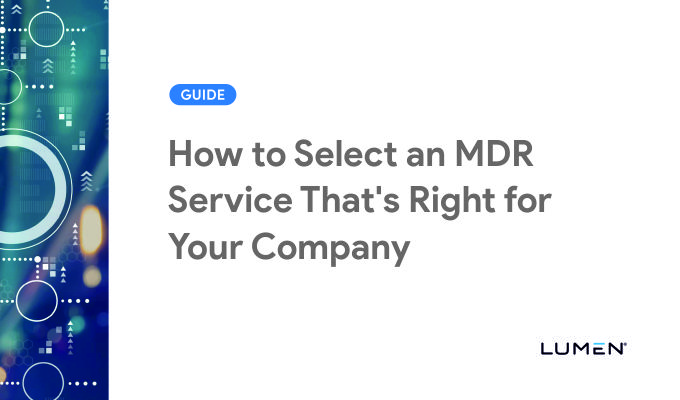 GUIDE
How to Select an MDR
Service That's Right for
Your Company
LUMEN®